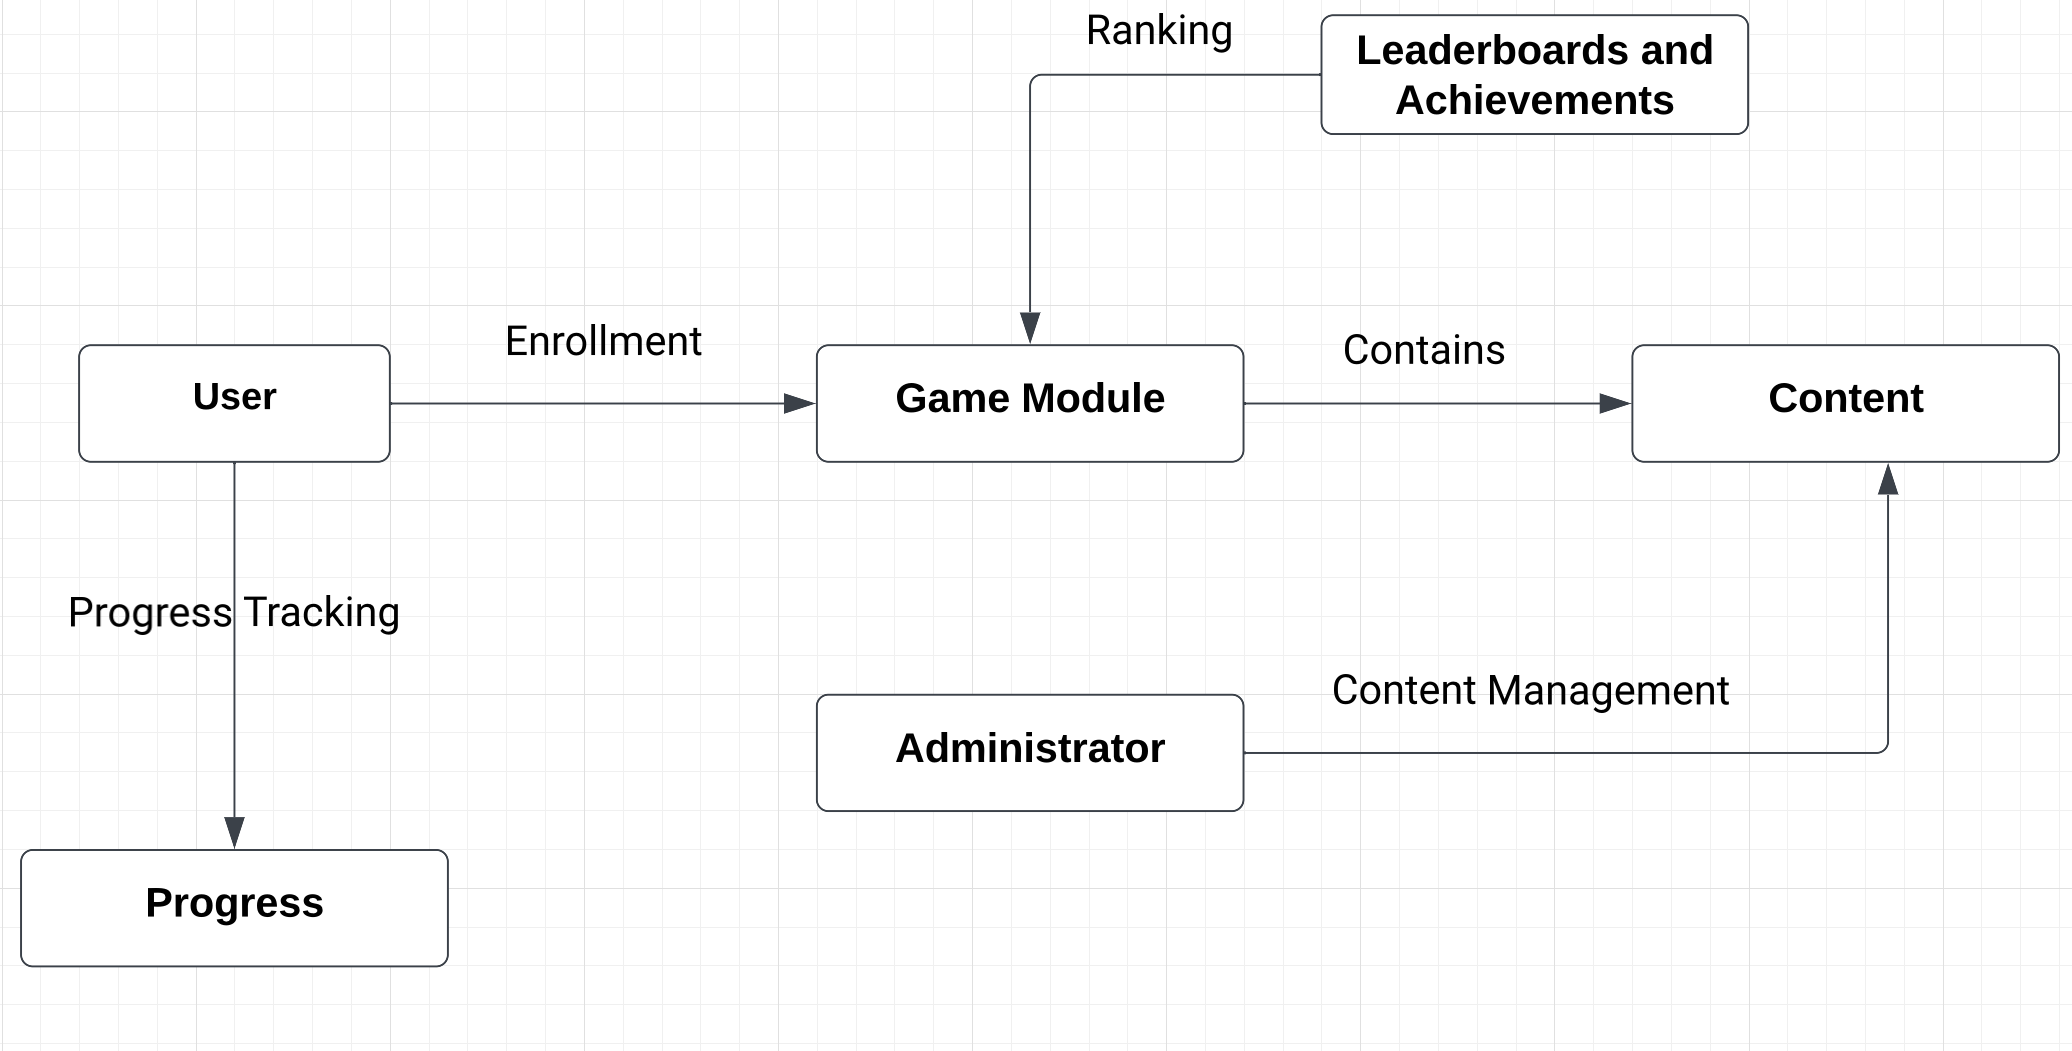 Ranking
Leaderboards and
Achievements
Enrollment
Contains
User
Game Module
Content
Progress Tracking
Content Management
Administrator
Progress